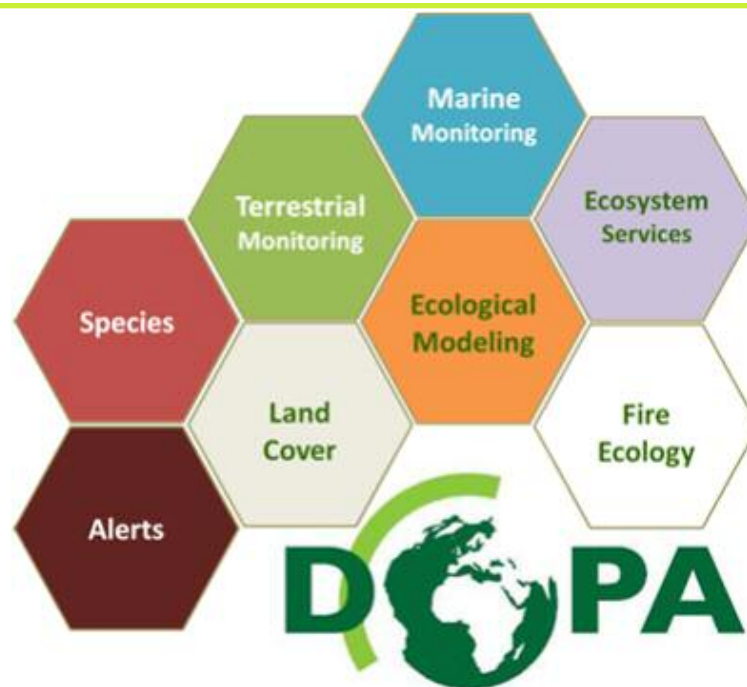 Marine
Monitoring
Terrestrial
Monitoring
Ecosystem
Services
Species
Ecological
Modeling
Land
Cover
Fire
Ecology
Alerts
DOPA